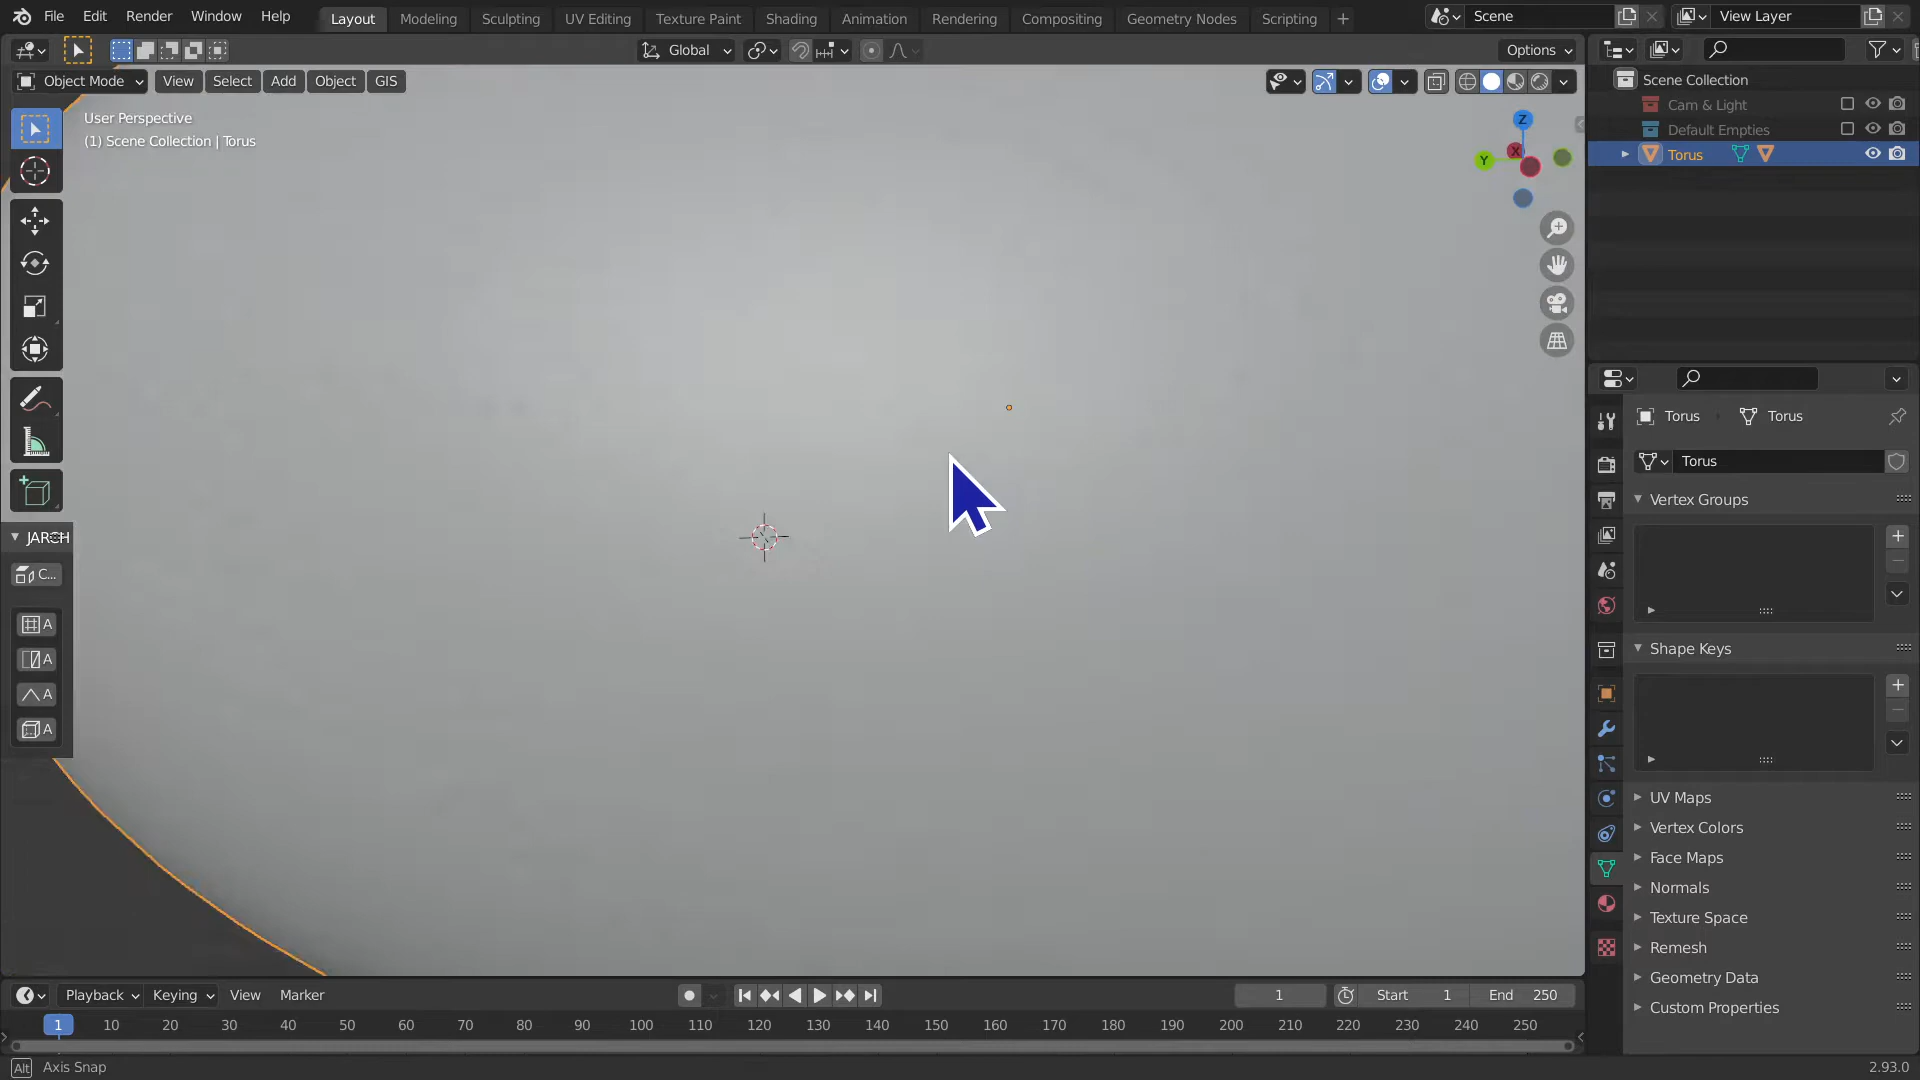 File Edit Render Window Help Layout Modeling Sculpting UV Editing Texture Paint Shading Animation Rendering Compositing Geometry Nodes Scripting + Scene View Layer
Global Options
Object Mode View Select Add Object GIS
User Perspective
(1) Scene Collection | Torus
Z
X
Y
JARCH
C...
A
A
A
A
Scene Collection
Cam & Light
Default Empties
Torus
Torus Torus
Torus
Vertex Groups
Shape Keys
UV Maps
Vertex Colors
Face Maps
Normals
Texture Space
Remesh
Geometry Data
Custom Properties
Playback Keying View Marker 1 Start 1 End 250
1 10 20 30 40 50 60 70 80 90 100 110 120 130 140 150 160 170 180 190 200 210 220 230 240 250
Alt Axis Snap 2.93.0